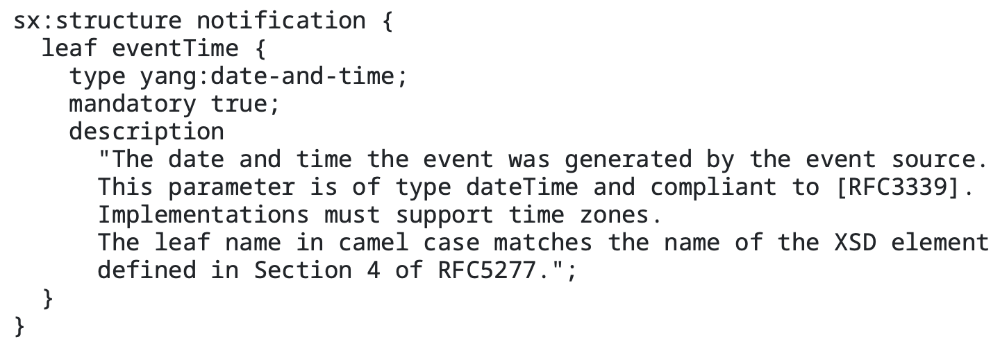 sx:structure notification {
  leaf eventTime {
    type yang:date-and-time;
    mandatory true;
    description
      "The date and time the event was generated by the event source.
      This parameter is of type dateTime and compliant to [RFC3339].
      Implementations must support time zones.
      The leaf name in camel case matches the name of the XSD element
      defined in Section 4 of RFC5277.";
  }
}